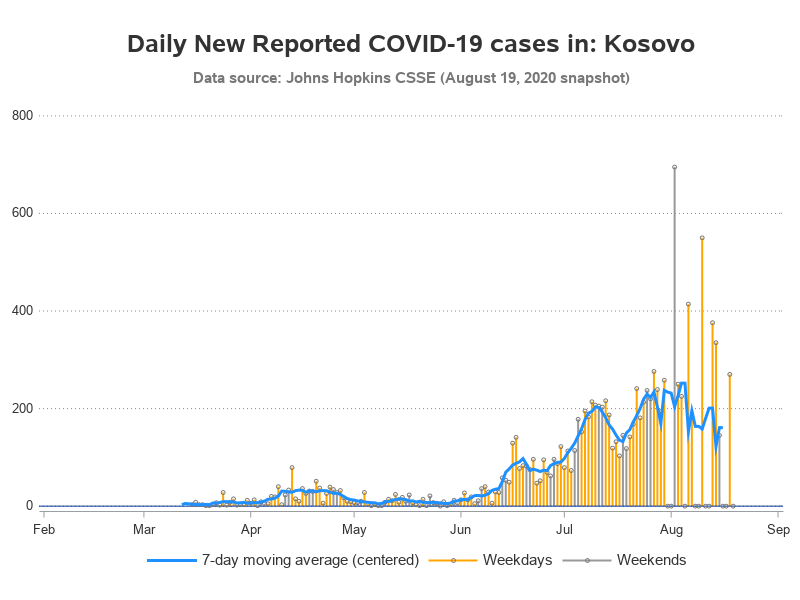 Daily New Reported COVID-19 cases in: Kosovo
Data source: Johns Hopkins CSSE (August 19, 2020 snapshot)
800
600
400
200
0
Feb Mar Apr May Jun Jul Aug Sep
7-day moving average (centered) Weekdays Weekends